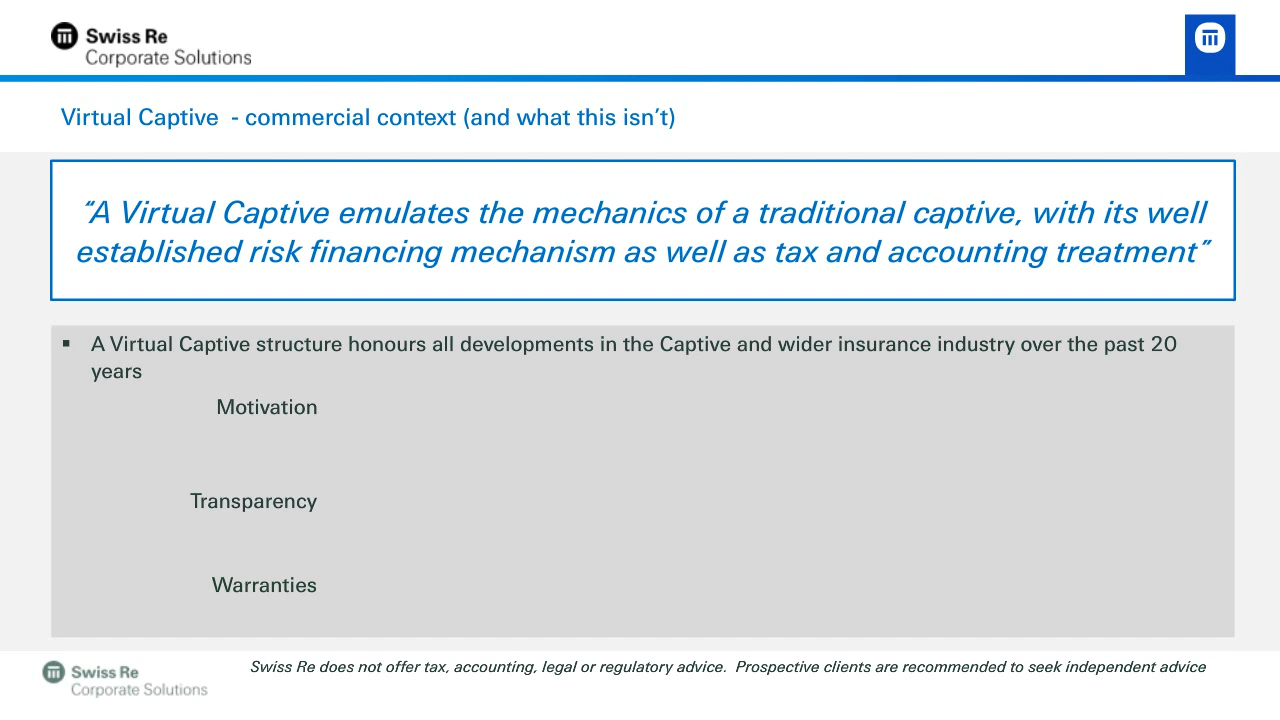 Swiss Re
Corporate Solutions
Virtual Captive - commercial context (and what this isn’t)
“A Virtual Captive emulates the mechanics of a traditional captive, with its well
established risk financing mechanism as well as tax and accounting treatment”
▪ A Virtual Captive structure honours all developments in the Captive and wider insurance industry over the past 20
years
Motivation
Transparency
Warranties
Swiss Re
Corporate Solutions
Swiss Re does not offer tax, accounting, legal or regulatory advice. Prospective clients are recommended to seek independent advice